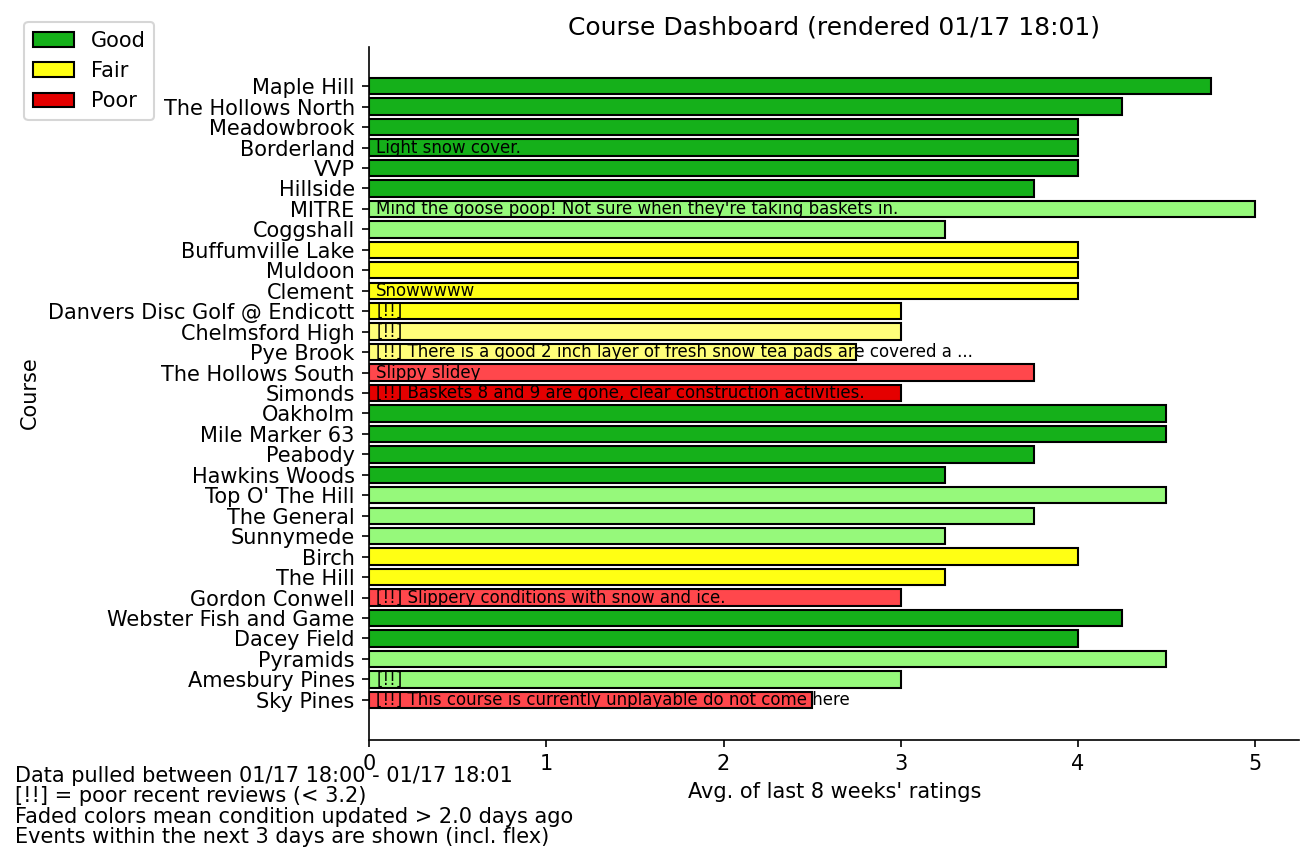 Course Dashboard (rendered 01/17 18:01)
Good
Fair
Poor
Maple Hill
The Hollows North
Meadowbrook
Borderland Light snow cover.
VVP
Hillside
MITRE Mind the goose poop! Not sure when they're taking baskets in.
Coggshall
Buffumville Lake
Muldoon
Clement Snowwwww
Danvers Disc Golf @ Endicott [!!]
Chelmsford High [!!]
Pye Brook [!!] There is a good 2 inch layer of fresh snow tea pads are covered a ...
The Hollows South Slippy slidey
Simonds [!!] Baskets 8 and 9 are gone, clear construction activities.
Oakholm
Mile Marker 63
Peabody
Hawkins Woods
Top O' The Hill
The General
Sunnymede
Birch
The Hill
Gordon Conwell [!!] Slippery conditions with snow and ice.
Webster Fish and Game
Dacey Field
Pyramids
Amesbury Pines [!!]
Sky Pines [!!] This course is currently unplayable do not come here
Course
0 1 2 3 4 5
Avg. of last 8 weeks' ratings
Data pulled between 01/17 18:00 - 01/17 18:01
[!!] = poor recent reviews (< 3.2)
Faded colors mean condition updated > 2.0 days ago
Events within the next 3 days are shown (incl. flex)